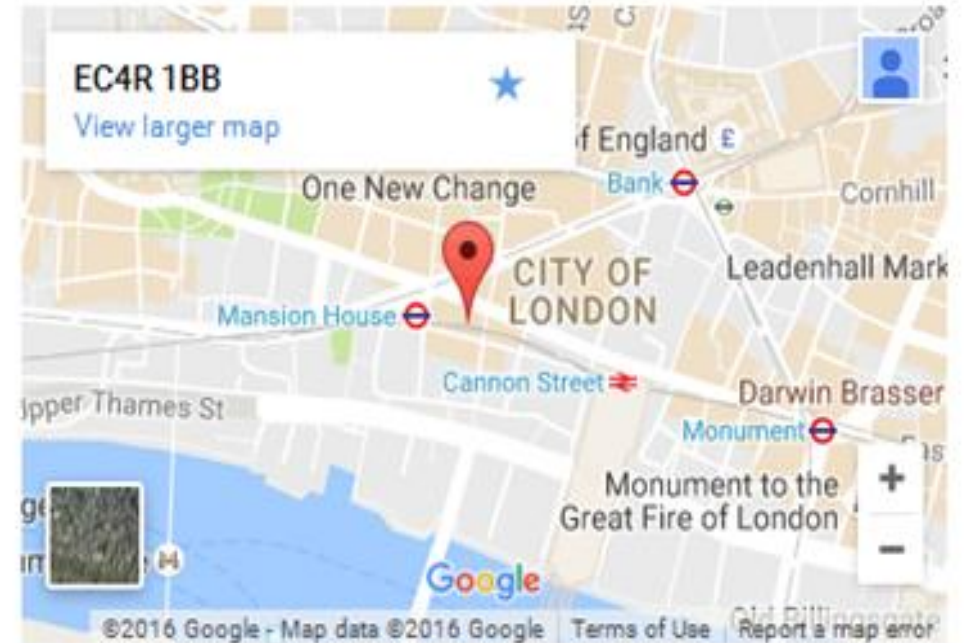 EC4R 1BB
View larger map
of England £
One New Change
Bank
Cornhill
CITY OF
LONDON
Leadenhall Mark
Mansion House
Cannon Street
Darwin Brasser
Upper Thames St
Monument
Monument to the
Great Fire of London
+
−
Google
©2016 Google - Map data ©2016 Google Terms of Use Report a map error